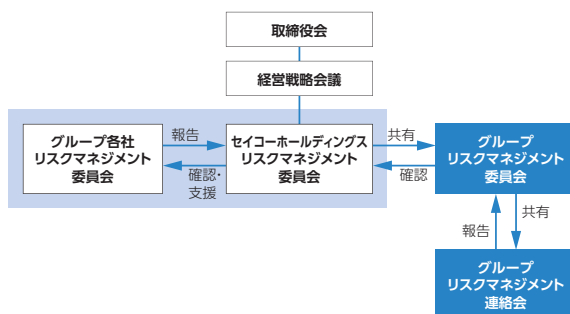 取締役会
経営戦略会議
グループ各社
リスクマネジメント
委員会
報告
確認・
支援
セイコーホールディングス
リスクマネジメント
委員会
共有
確認
グループ
リスクマネジメント
委員会
報告
共有
グループ
リスクマネジメント
連絡会